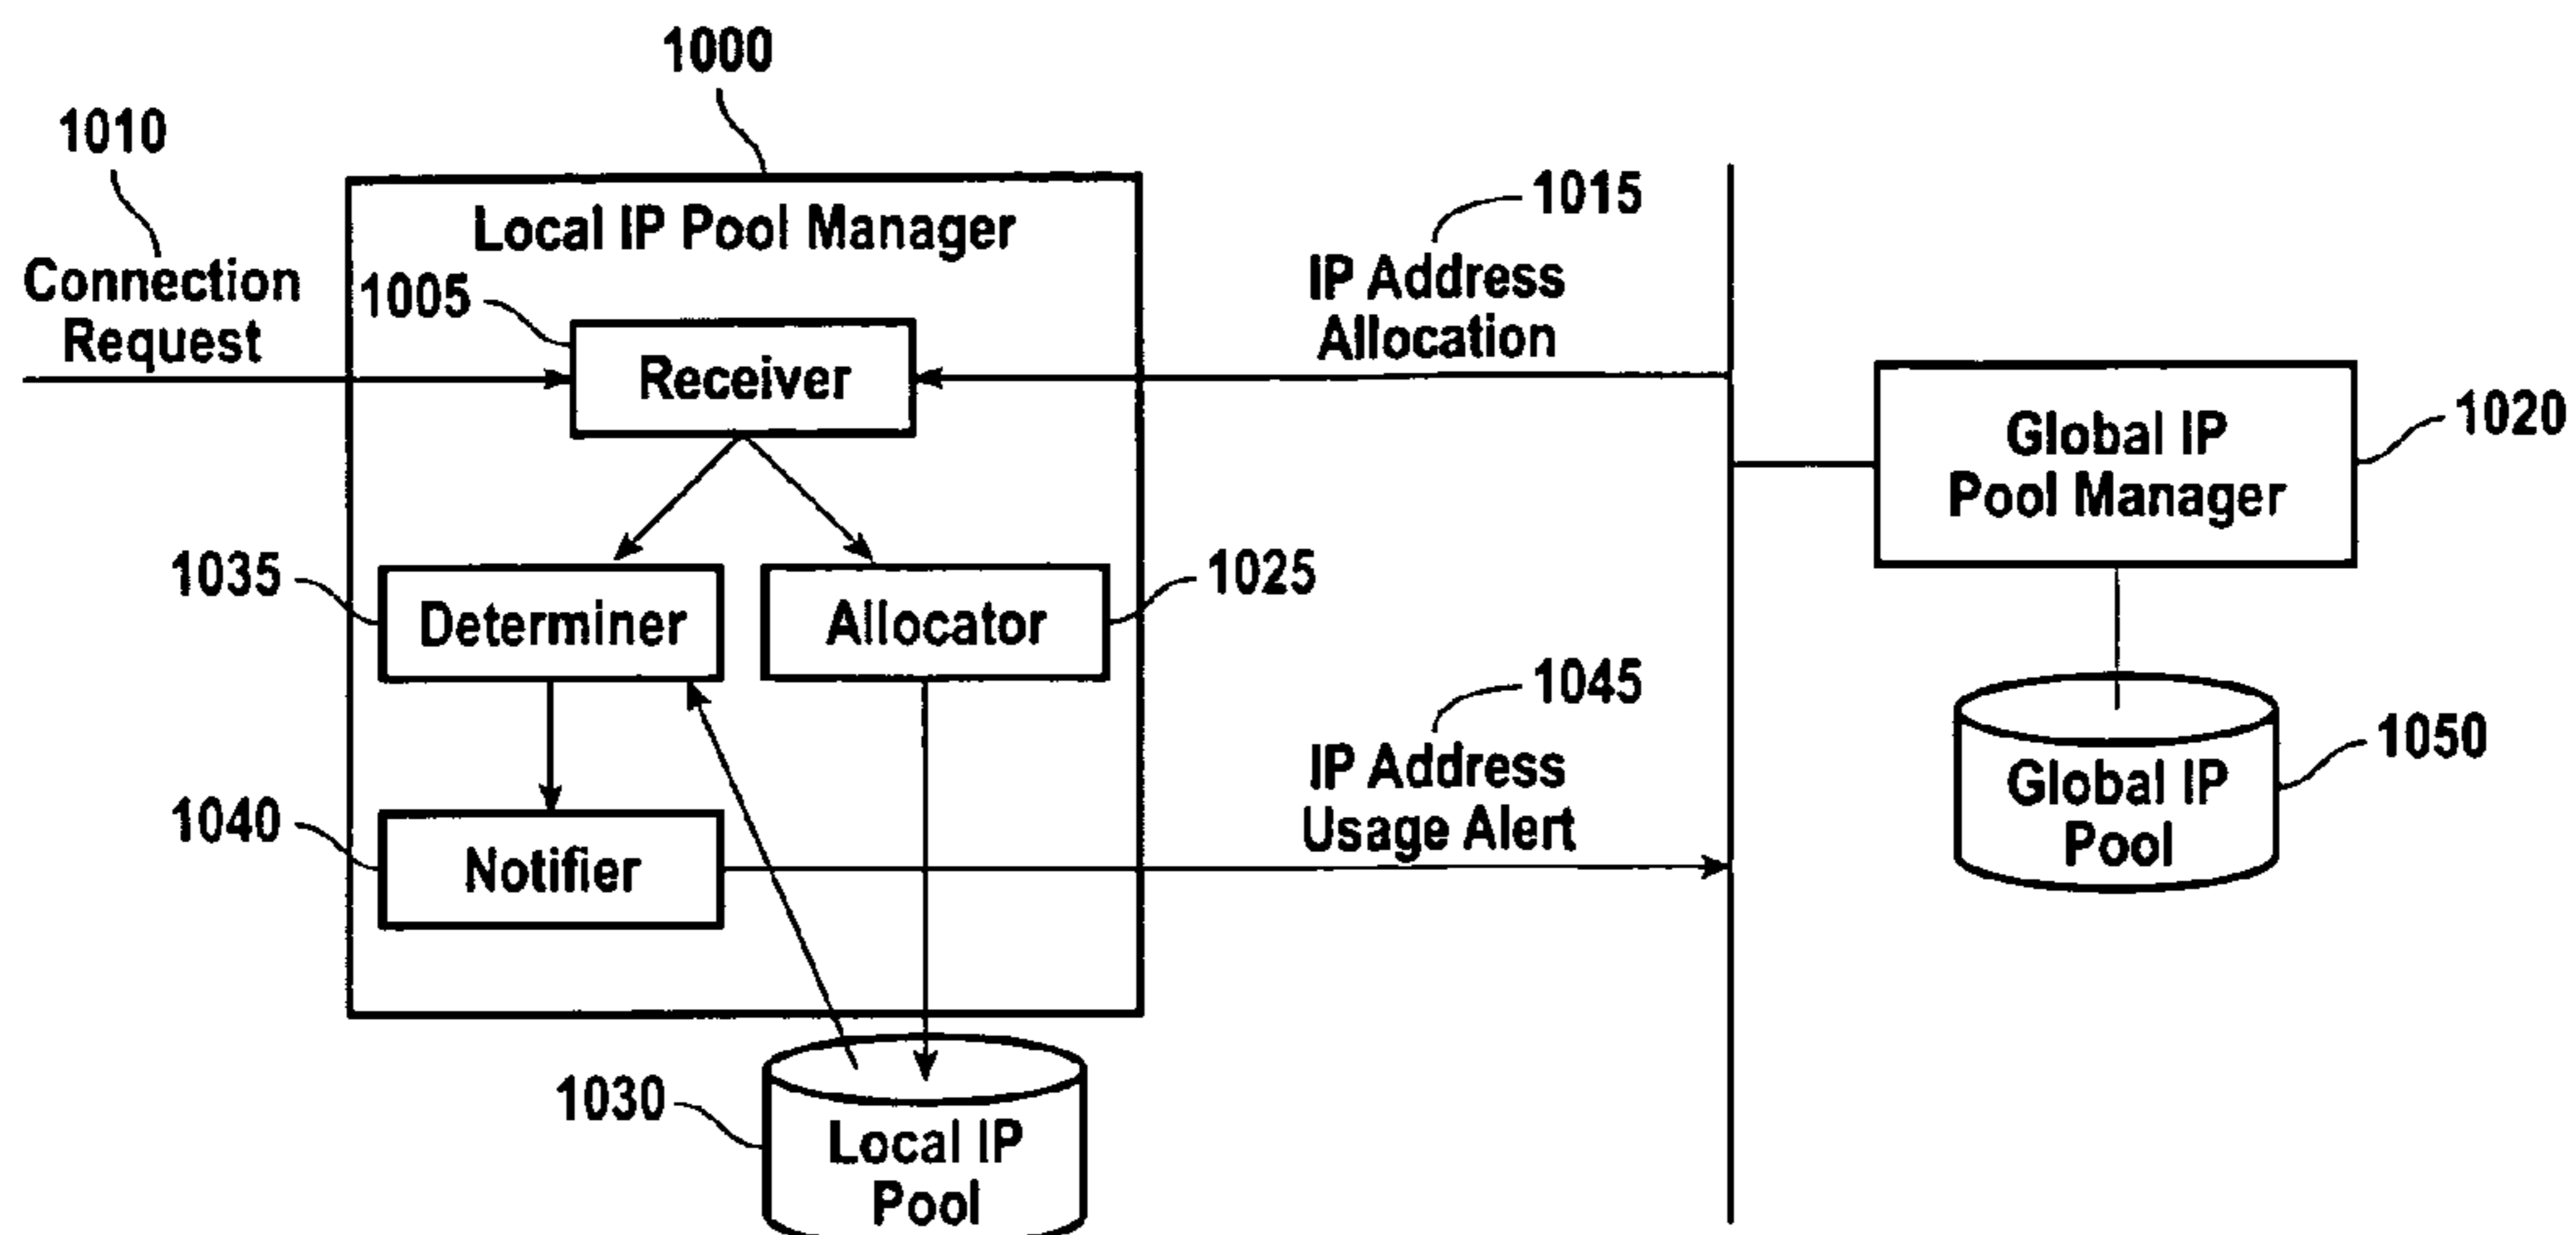 1000
1010
Local IP Pool Manager
Connection
Request
1005
Receiver
1015
IP Address
Allocation
Global IP
Pool Manager
1020
1035
Determiner
Allocator
1025
1045
IP Address
Usage Alert
1040
Notifier
Global IP
Pool
1050
1030
Local IP
Pool